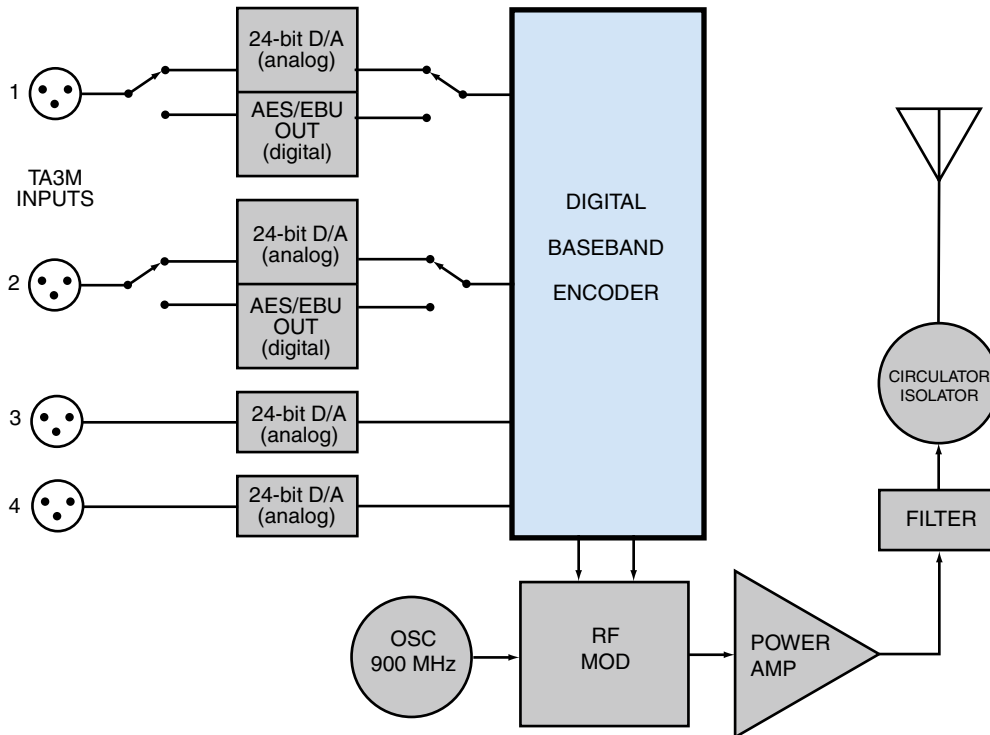 1
24-bit D/A
(analog)
AES/EBU
OUT
(digital)
TA3M
INPUTS
2
24-bit D/A
(analog)
AES/EBU
OUT
(digital)
3
24-bit D/A
(analog)
4
24-bit D/A
(analog)
DIGITAL
BASEBAND
ENCODER
OSC
900 MHz
RF
MOD
POWER
AMP
FILTER
CIRCULATOR
ISOLATOR